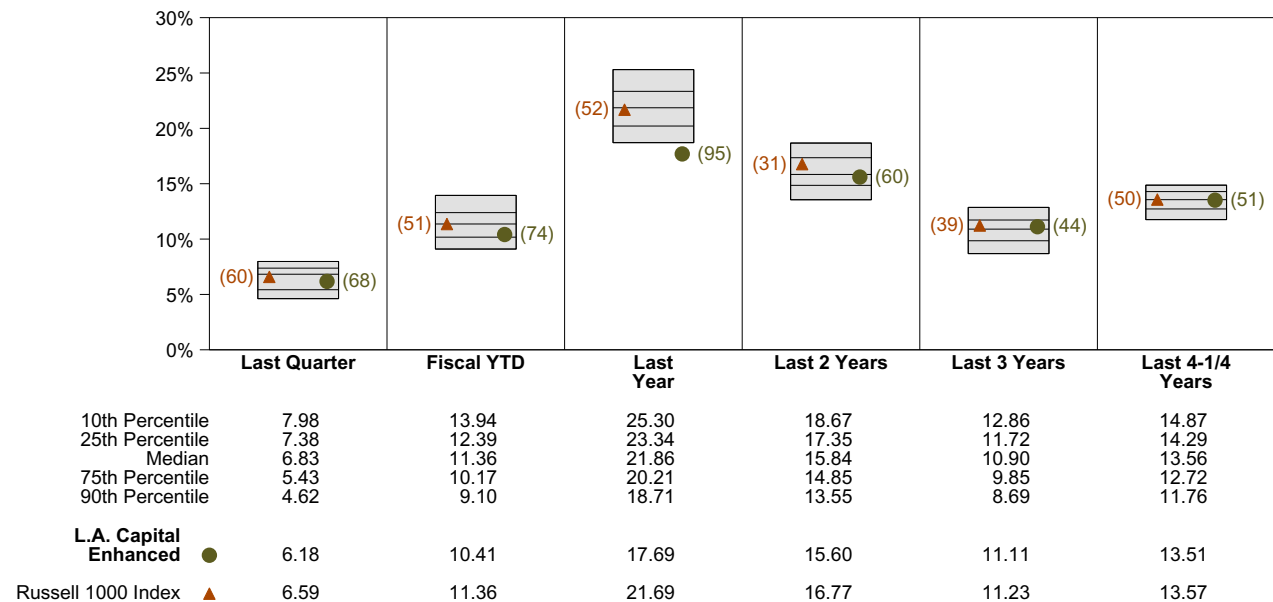 30%
25%
20%
15%
10%
5%
0%
(60) (68)
(51) (74)
(52) (95)
(31) (60)
(39) (44)
(50) (51)
Last Quarter Fiscal YTD Last Last 2 Years Last 3 Years Last 4-1/4
Year Years
10th Percentile 7.98 13.94 25.30 18.67 12.86 14.87
25th Percentile 7.38 12.39 23.34 17.35 11.72 14.29
Median 6.83 11.36 21.86 15.84 10.90 13.56
75th Percentile 5.43 10.17 20.21 14.85 9.85 12.72
90th Percentile 4.62 9.10 18.71 13.55 8.69 11.76
L.A. Capital
Enhanced 6.18 10.41 17.69 15.60 11.11 13.51
Russell 1000 Index 6.59 11.36 21.69 16.77 11.23 13.57